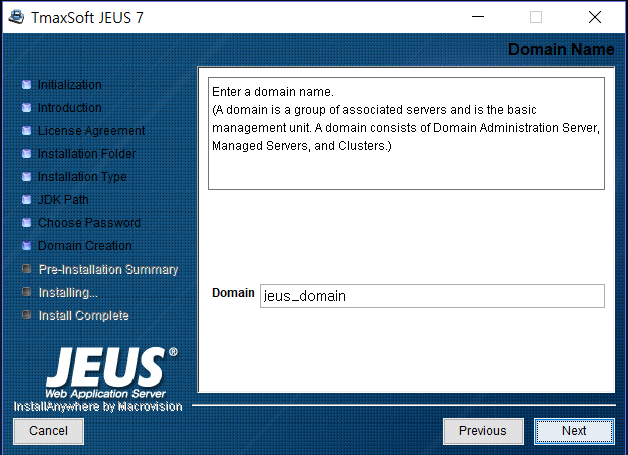 TmaxSoft JEUS 7
Domain Name
Initialization
Introduction
License Agreement
Installation Folder
Installation Type
JDK Path
Choose Password
Domain Creation
Pre-Installation Summary
Installing...
Install Complete
Enter a domain name.
(A domain is a group of associated servers and is the basic
management unit. A domain consists of Domain Administration Server,
Managed Servers, and Clusters.)
Domain jeus_domain
JEUS®
Web Application Server
InstallAnywhere by Macrovision
Cancel Previous Next